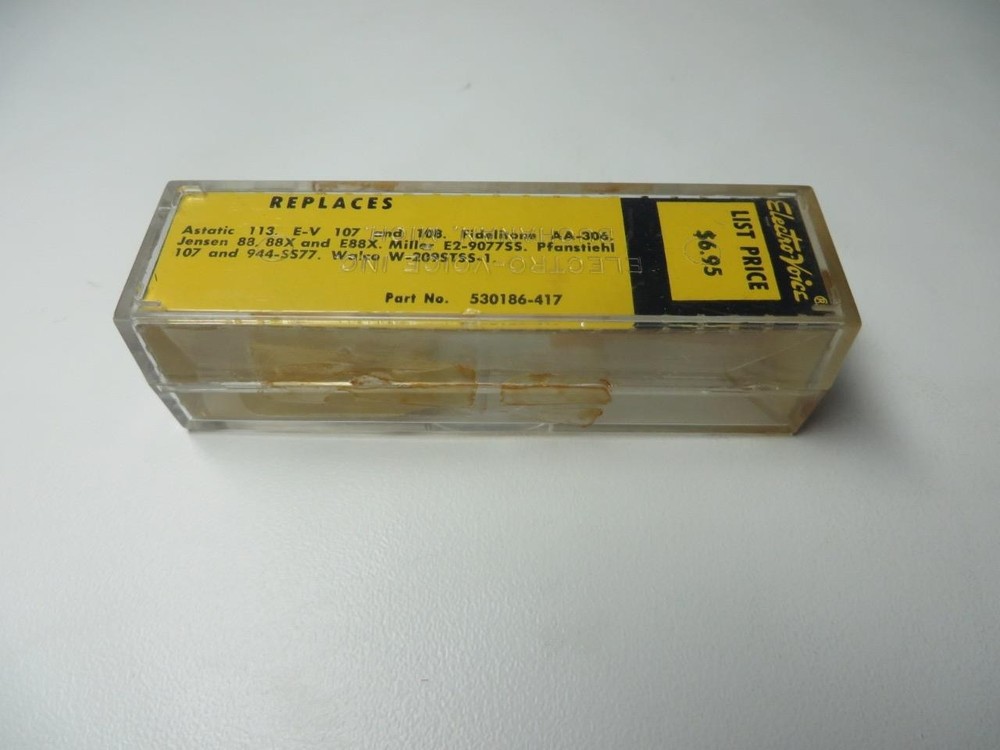 REPLACES
Astatic 113. E-V 107 and 108. Fidelitone AA-306.
Jensen 88/88X and E88X. Miller E2-9077SS. Pfanstiehl
107 and 944-SS77. Walco W-209STSS-1.
Part No. 530186-417
Electro-Voice ®
LIST PRICE
$6.95
ELECTRO-VOICE INC.